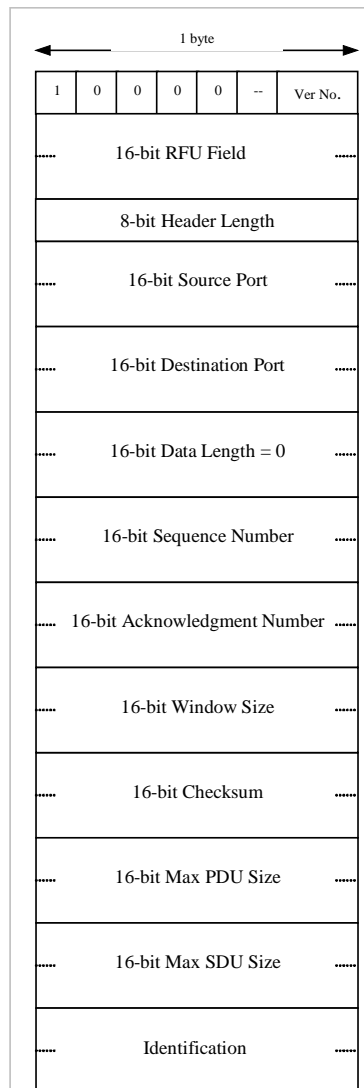 1 byte
1 0 0 0 0 -- Ver No.
16-bit RFU Field
8-bit Header Length
16-bit Source Port
16-bit Destination Port
16-bit Data Length = 0
16-bit Sequence Number
16-bit Acknowledgment Number
16-bit Window Size
16-bit Checksum
16-bit Max PDU Size
16-bit Max SDU Size
Identification